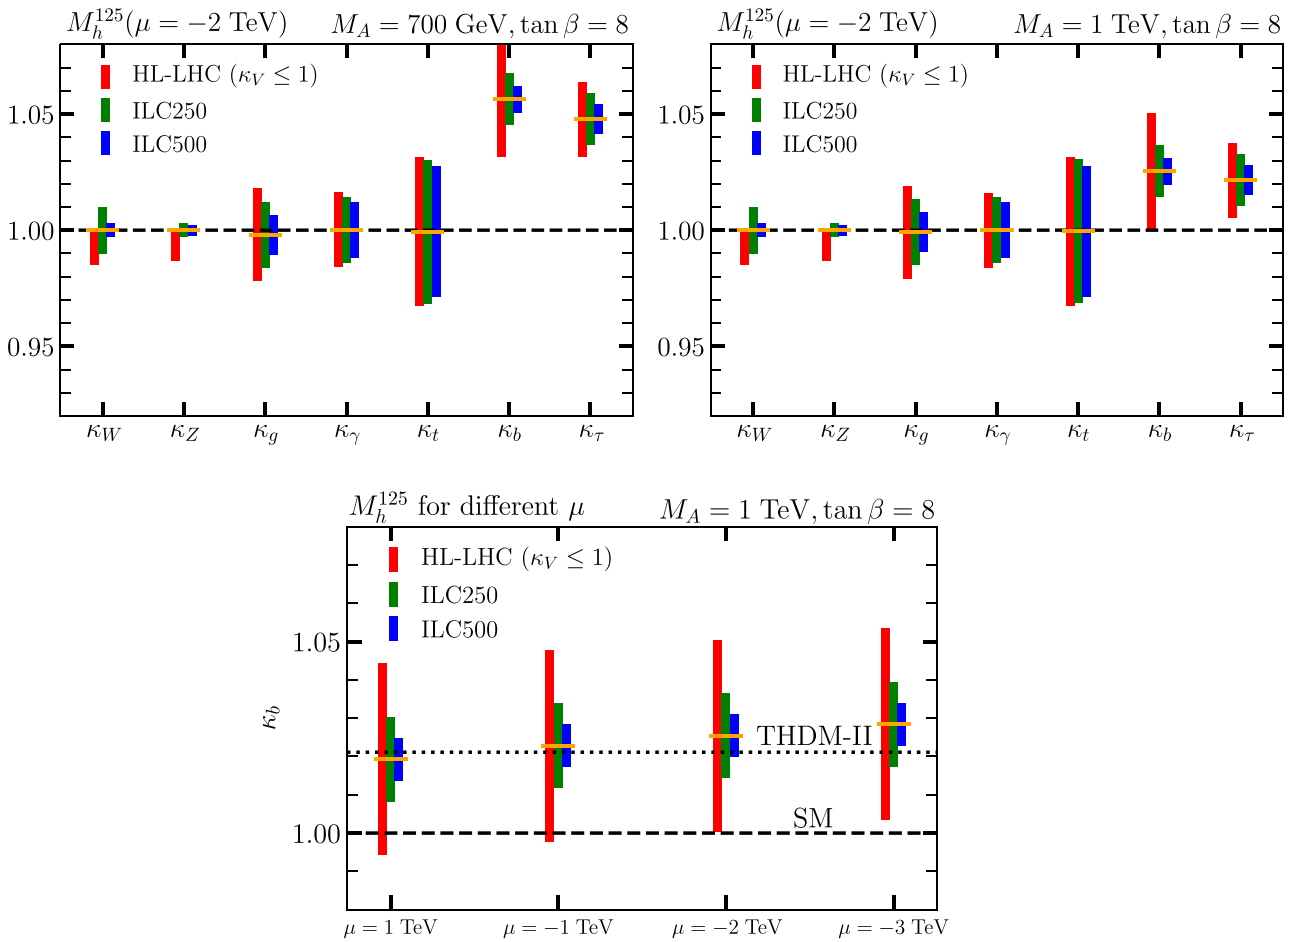 M_h^125(μ = −2 TeV) M_A = 700 GeV, tan β = 8
HL-LHC (κ_V ≤ 1)
ILC250
ILC500
1.05
1.00
0.95
κ_W κ_Z κ_g κ_γ κ_t κ_b κ_τ
M_h^125(μ = −2 TeV) M_A = 1 TeV, tan β = 8
HL-LHC (κ_V ≤ 1)
ILC250
ILC500
1.05
1.00
0.95
κ_W κ_Z κ_g κ_γ κ_t κ_b κ_τ
M_h^125 for different μ M_A = 1 TeV, tan β = 8
HL-LHC (κ_V ≤ 1)
ILC250
ILC500
1.05
κ_b
THDM-II
SM
1.00
μ = 1 TeV μ = −1 TeV μ = −2 TeV μ = −3 TeV